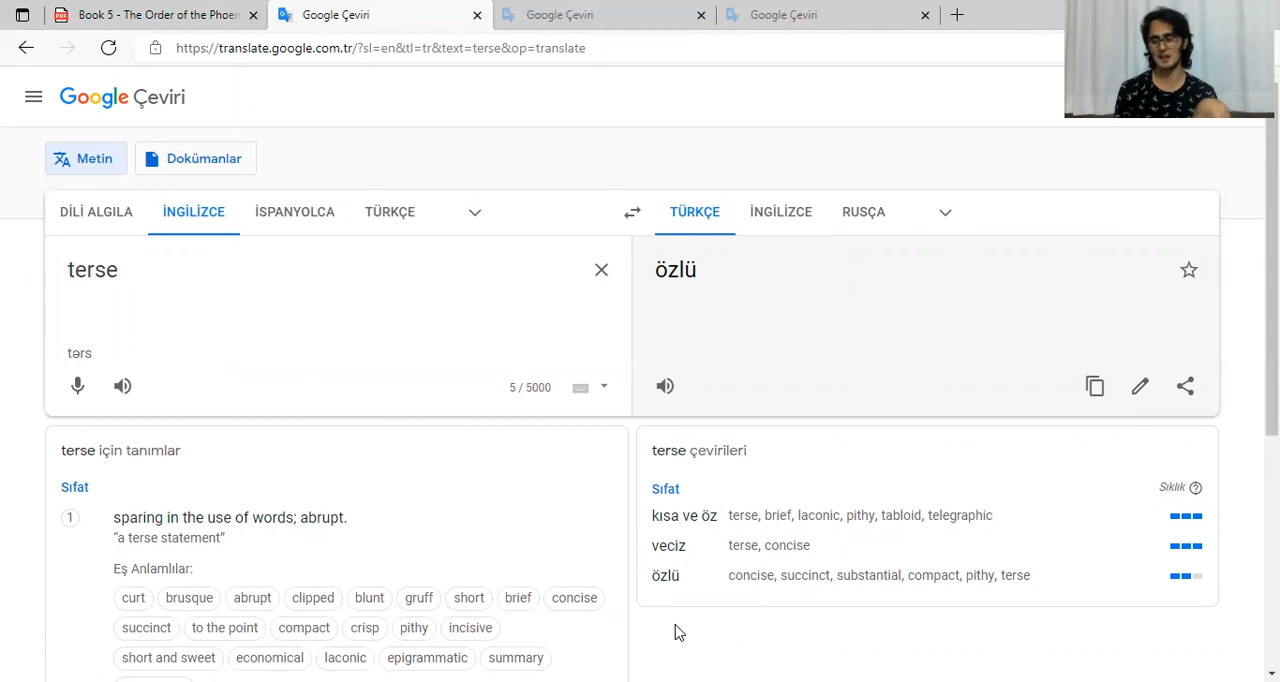 Book 5 - The Order of the Phoen
Google Çeviri
Google Çeviri
Google Çeviri
https://translate.google.com.tr/?sl=en&tl=tr&text=terse&op=translate
Google Çeviri
Metin
Dokümanlar
DİLİ ALGILA İNGİLİZCE İSPANYOLCA TÜRKÇE
TÜRKÇE İNGİLİZCE RUSÇA
terse
özlü
tərs
5 / 5000
terse için tanımlar
Sıfat
1 sparing in the use of words; abrupt.
“a terse statement”
Eş Anlamlılar:
curt brusque abrupt clipped blunt gruff short brief concise
succinct to the point compact crisp pithy incisive
short and sweet economical laconic epigrammatic summary
terse çevirileri
Sıfat Sıklık
kısa ve öz terse, brief, laconic, pithy, tabloid, telegraphic
veciz terse, concise
özlü concise, succinct, substantial, compact, pithy, terse